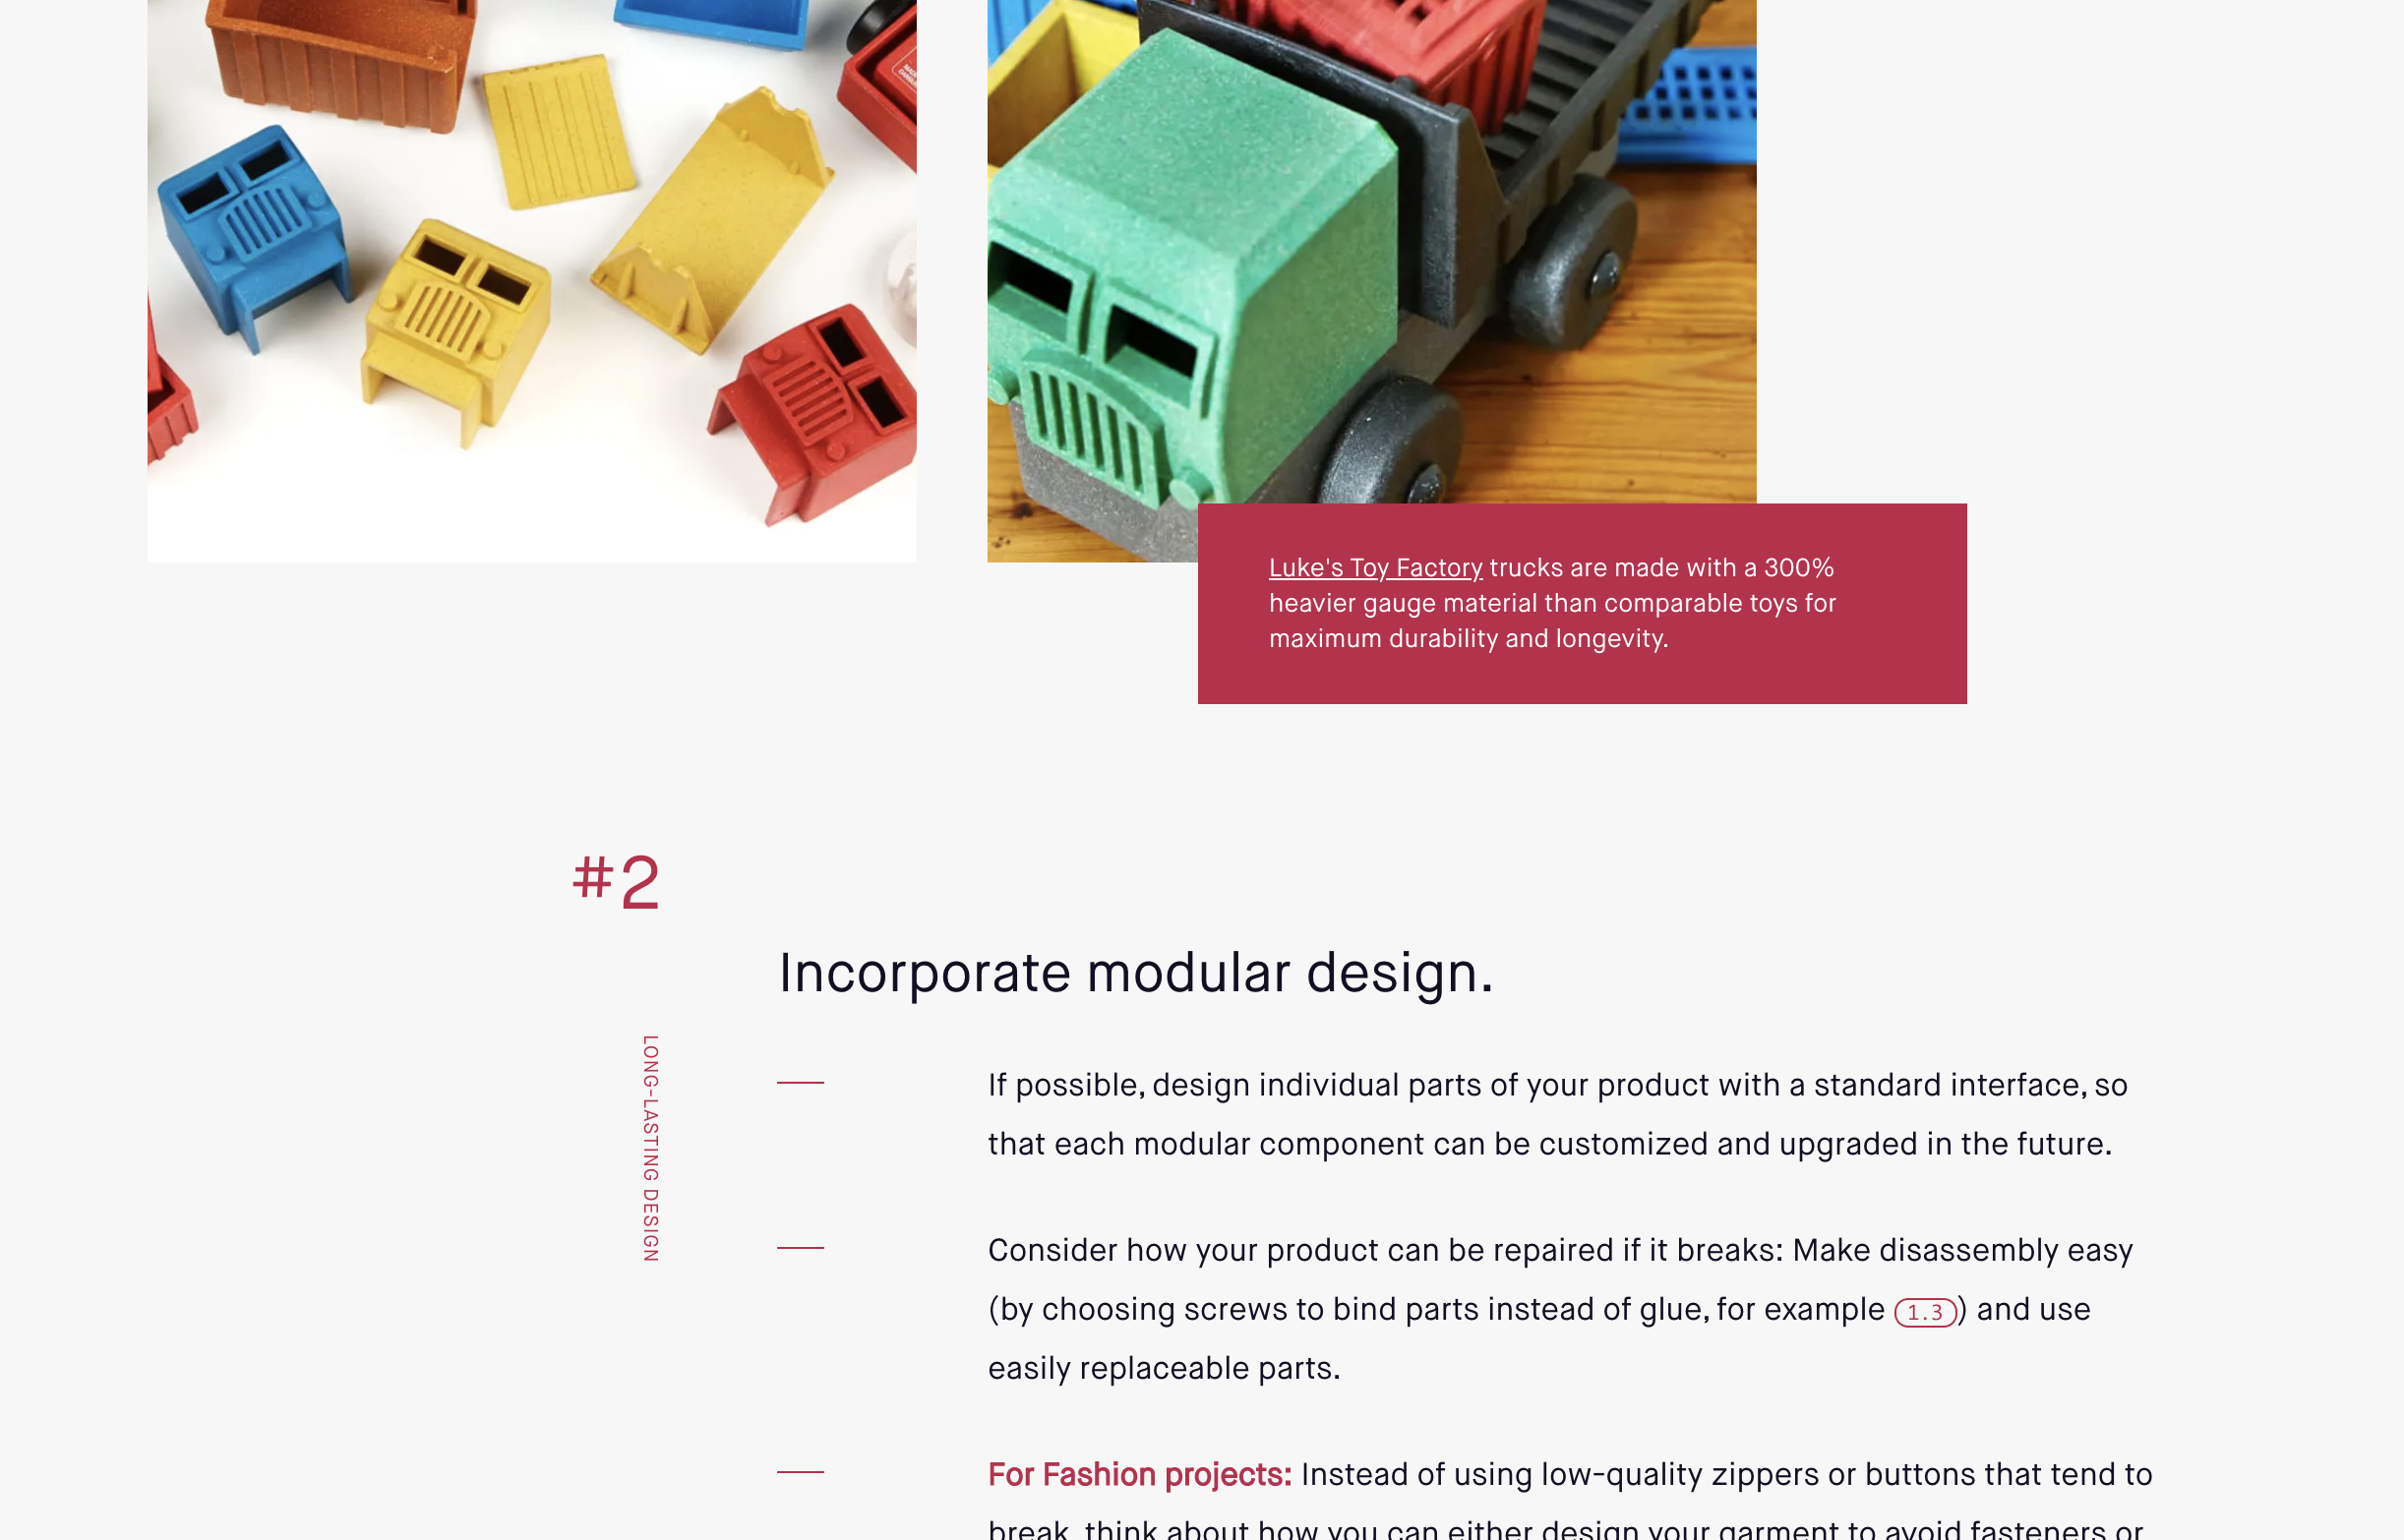 Luke's Toy Factory trucks are made with a 300%
heavier gauge material than comparable toys for
maximum durability and longevity.
#2
Incorporate modular design.
LONG-LASTING DESIGN
If possible, design individual parts of your product with a standard interface, so
that each modular component can be customized and upgraded in the future.
Consider how your product can be repaired if it breaks: Make disassembly easy
(by choosing screws to bind parts instead of glue, for example 1.3) and use
easily replaceable parts.
For Fashion projects: Instead of using low-quality zippers or buttons that tend to
break, think about how you can either design your garment to avoid fasteners or